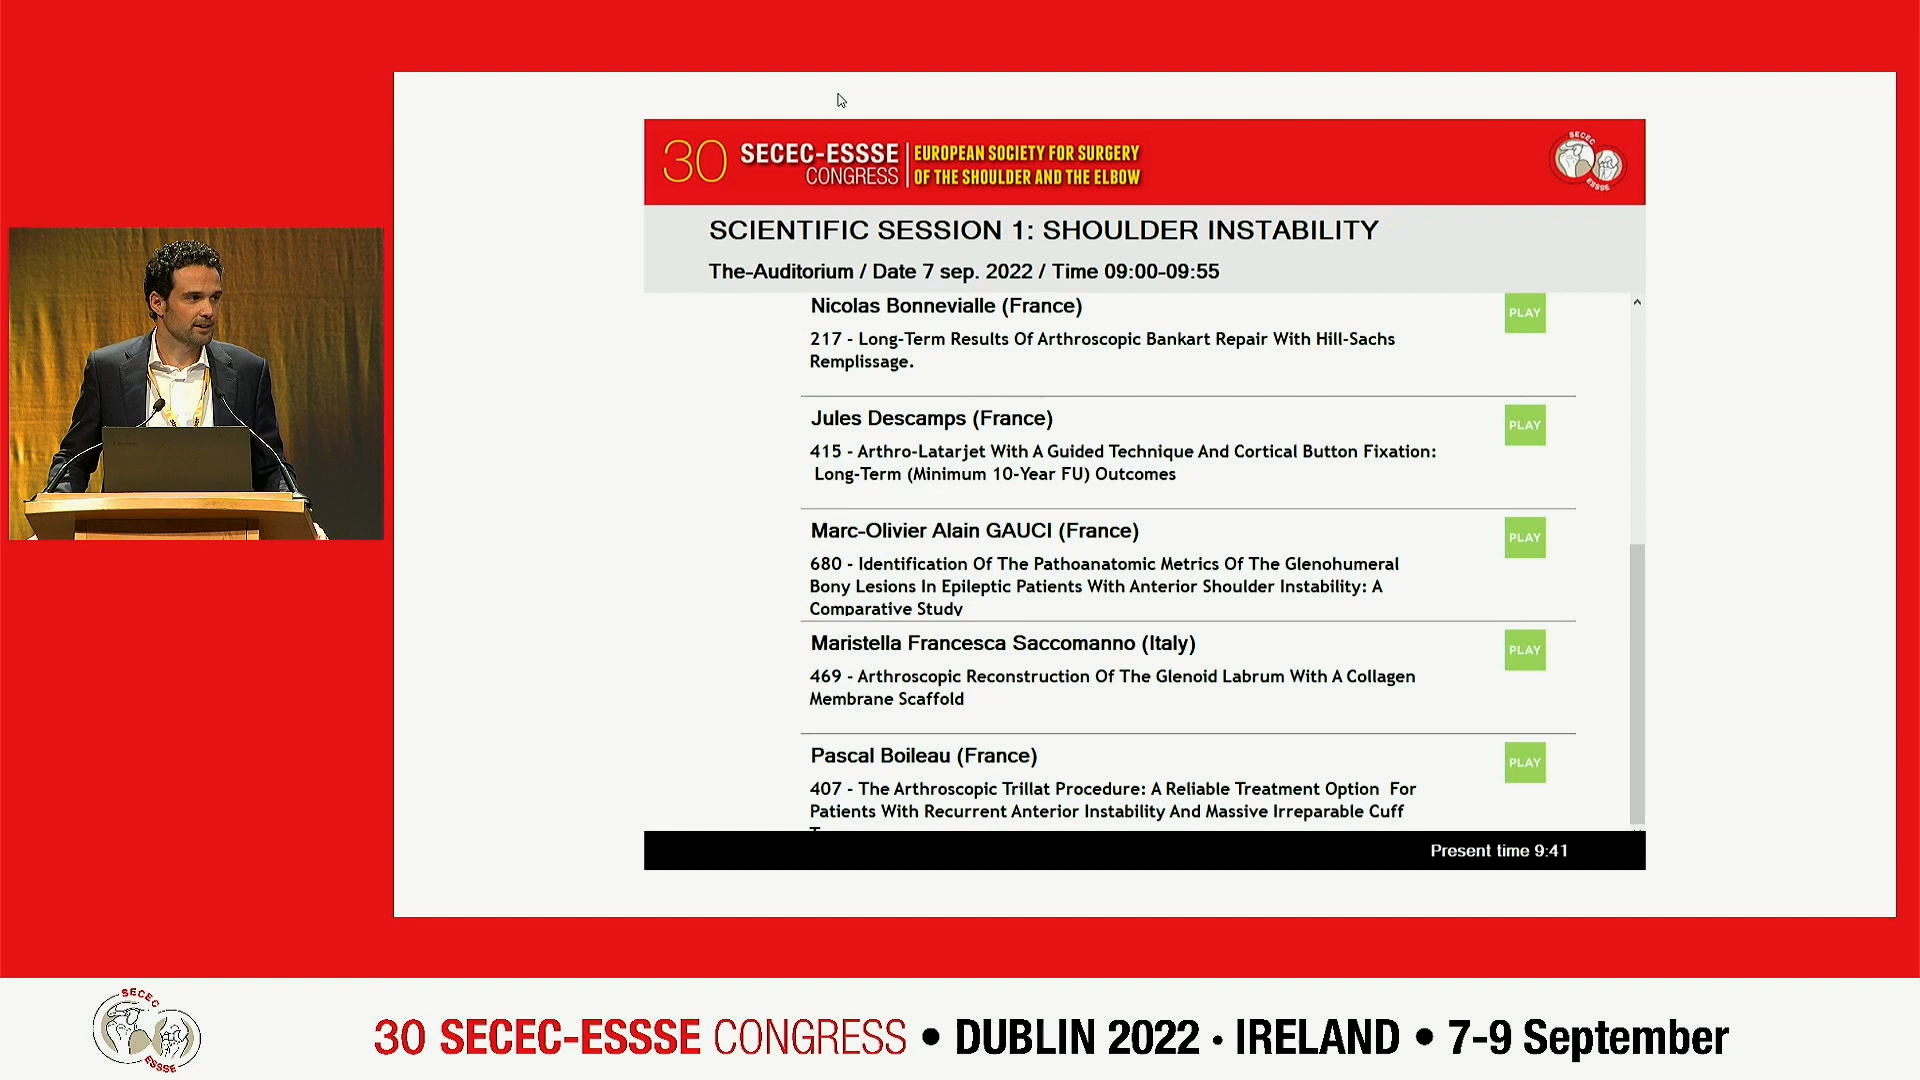 30 SECEC-ESSSE
CONGRESS
EUROPEAN SOCIETY FOR SURGERY
OF THE SHOULDER AND THE ELBOW
SECEC
ESSSE
SCIENTIFIC SESSION 1: SHOULDER INSTABILITY
The-Auditorium / Date 7 sep. 2022 / Time 09:00-09:55
Nicolas Bonnevialle (France)
PLAY
217 - Long-Term Results Of Arthroscopic Bankart Repair With Hill-Sachs
Remplissage.
Jules Descamps (France)
PLAY
415 - Arthro-Latarjet With A Guided Technique And Cortical Button Fixation:
Long-Term (Minimum 10-Year FU) Outcomes
Marc-Olivier Alain GAUCI (France)
PLAY
680 - Identification Of The Pathoanatomic Metrics Of The Glenohumeral
Bony Lesions In Epileptic Patients With Anterior Shoulder Instability: A
Comparative Study
Maristella Francesca Saccomanno (Italy)
PLAY
469 - Arthroscopic Reconstruction Of The Glenoid Labrum With A Collagen
Membrane Scaffold
Pascal Boileau (France)
PLAY
407 - The Arthroscopic Trillat Procedure: A Reliable Treatment Option For
Patients With Recurrent Anterior Instability And Massive Irreparable Cuff
Present time 9:41
SECEC
ESSSE
30 SECEC-ESSSE CONGRESS • DUBLIN 2022 • IRELAND • 7-9 September